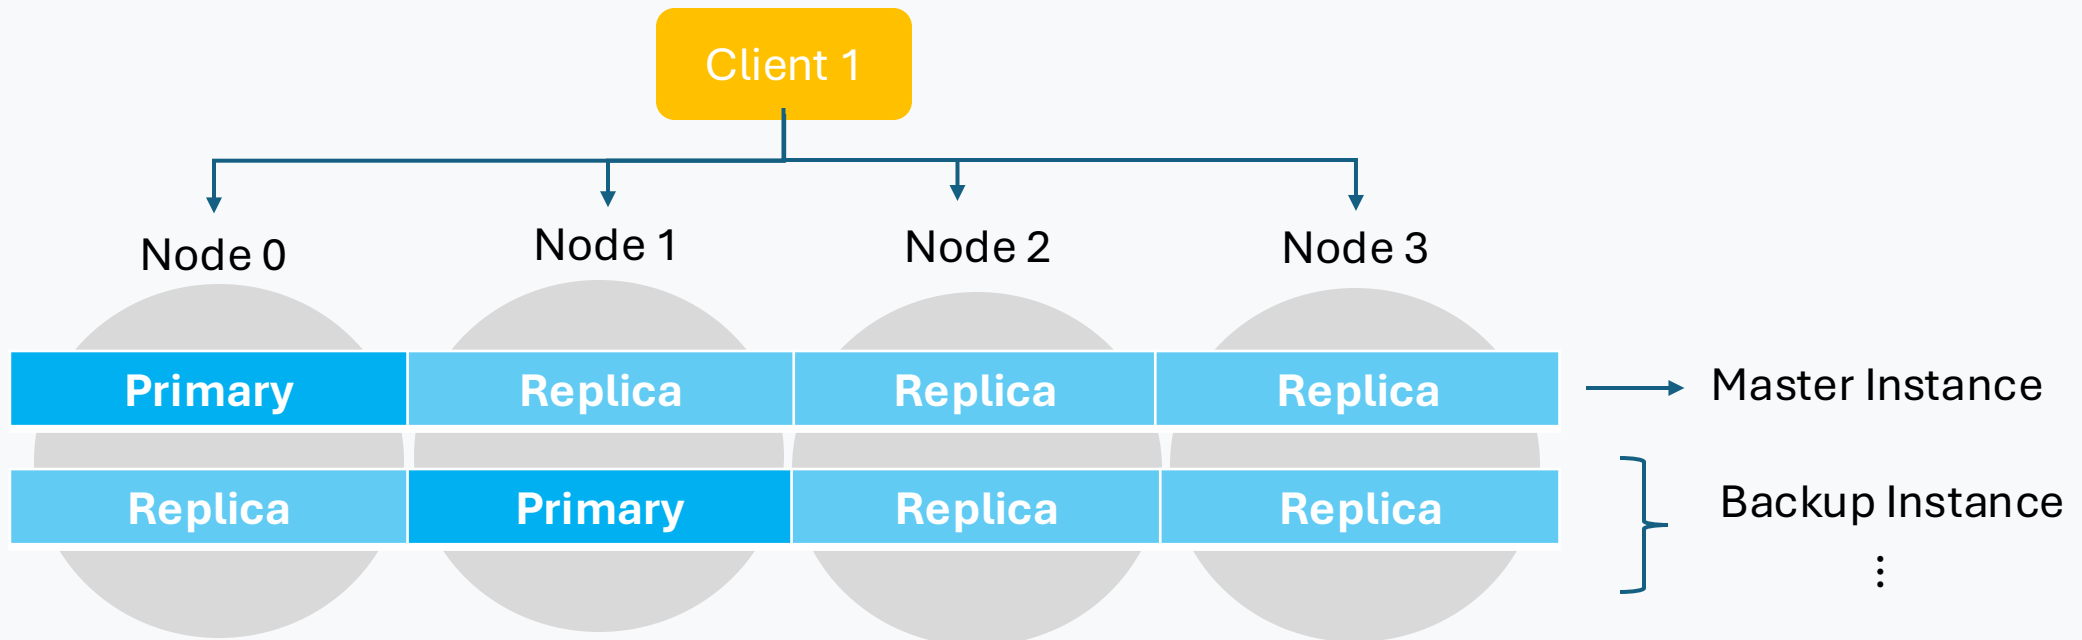 Client 1
Node 0
Node 1
Node 2
Node 3
Primary
Replica
Replica
Replica
Master Instance
Replica
Primary
Replica
Replica
Backup Instance
⋮